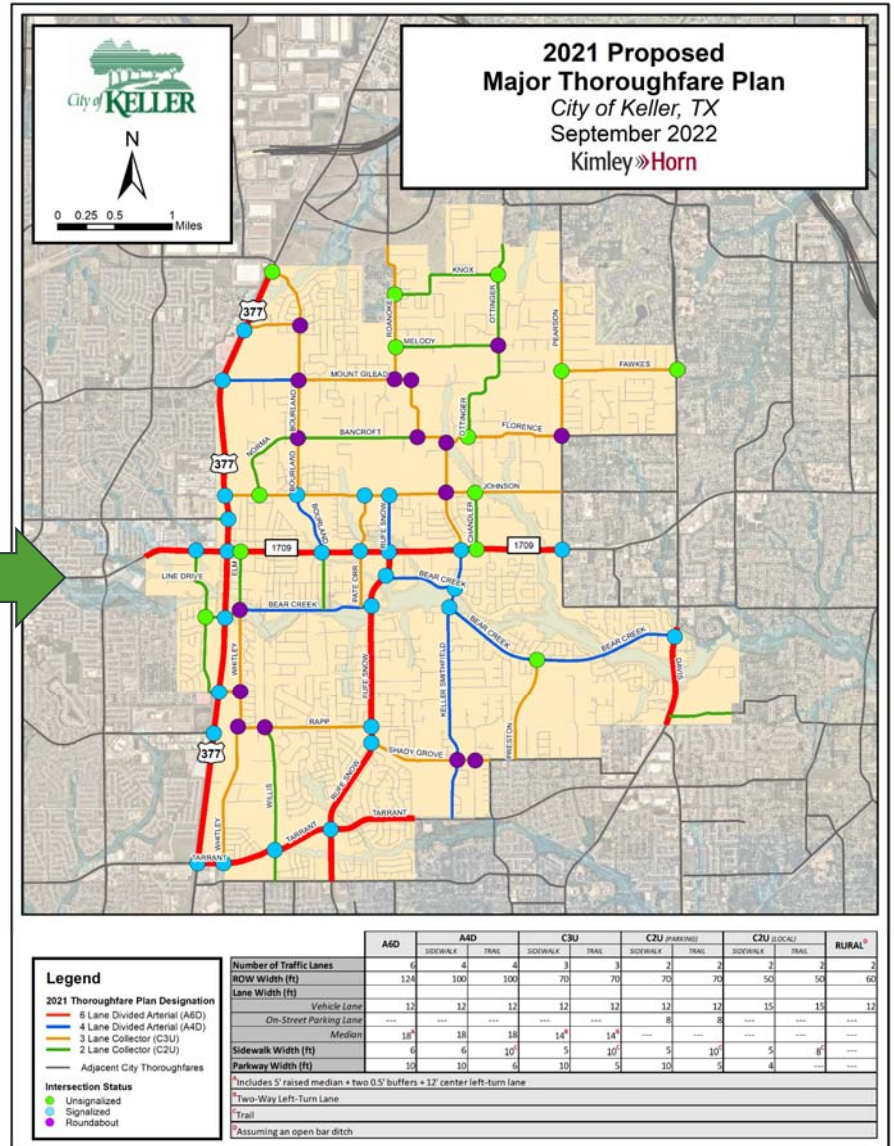 City of KELLER
N
0 0.25 0.5 1
Miles
2021 Proposed
Major Thoroughfare Plan
City of Keller, TX
September 2022
Kimley»Horn
KNOX
377
ROANOKE
OTTINGER
PEARSON
MELODY
FAWKES
MOUNT GILEAD
BOURLAND
OTTINGER
FLORENCE
BANCROFT
NORMA
377
BOURLAND
JOHNSON
BOURLAND
RUFE SNOW
CHANDLER
1709
1709
ELM
PATE ORR
LINE DRIVE
BEAR CREEK
BEAR CREEK
BEAR CREEK
BEAR CREEK
WHITLEY
KELLER SMITHFIELD
DAVIS
RUFE SNOW
RAPP
PRESTON
377
SHADY GROVE
WILLIS
RUFE SNOW
WHITLEY
TARRANT
TARRANT
TARRANT
Legend
2021 Thoroughfare Plan Designation
6 Lane Divided Arterial (A6D)
4 Lane Divided Arterial (A4D)
3 Lane Collector (C3U)
2 Lane Collector (C2U)
Adjacent City Thoroughfares
Intersection Status
Unsignalized
Signalized
Roundabout
A6D A4D C3U C2U (PARKING) C2U (LOCAL) RURAL D
SIDEWALK TRAIL SIDEWALK TRAIL SIDEWALK TRAIL SIDEWALK TRAIL
Number of Traffic Lanes 6 4 4 3 3 2 2 2 2 2
ROW Width (ft) 124 100 100 70 70 70 70 50 50 60
Lane Width (ft)
Vehicle Lane 12 12 12 12 12 12 12 15 15 12
On-Street Parking Lane --- --- --- --- --- 8 8 --- --- ---
Median 18A 18 18 14B 14B --- --- --- --- ---
Sidewalk Width (ft) 6 6 10C 5 10C 5 10C 5 8C ---
Parkway Width (ft) 10 10 6 10 5 10 5 4 --- ---
A Includes 5' raised median + two 0.5' buffers + 12' center left-turn lane
B Two-Way Left-Turn Lane
C Trail
D Assuming an open bar ditch